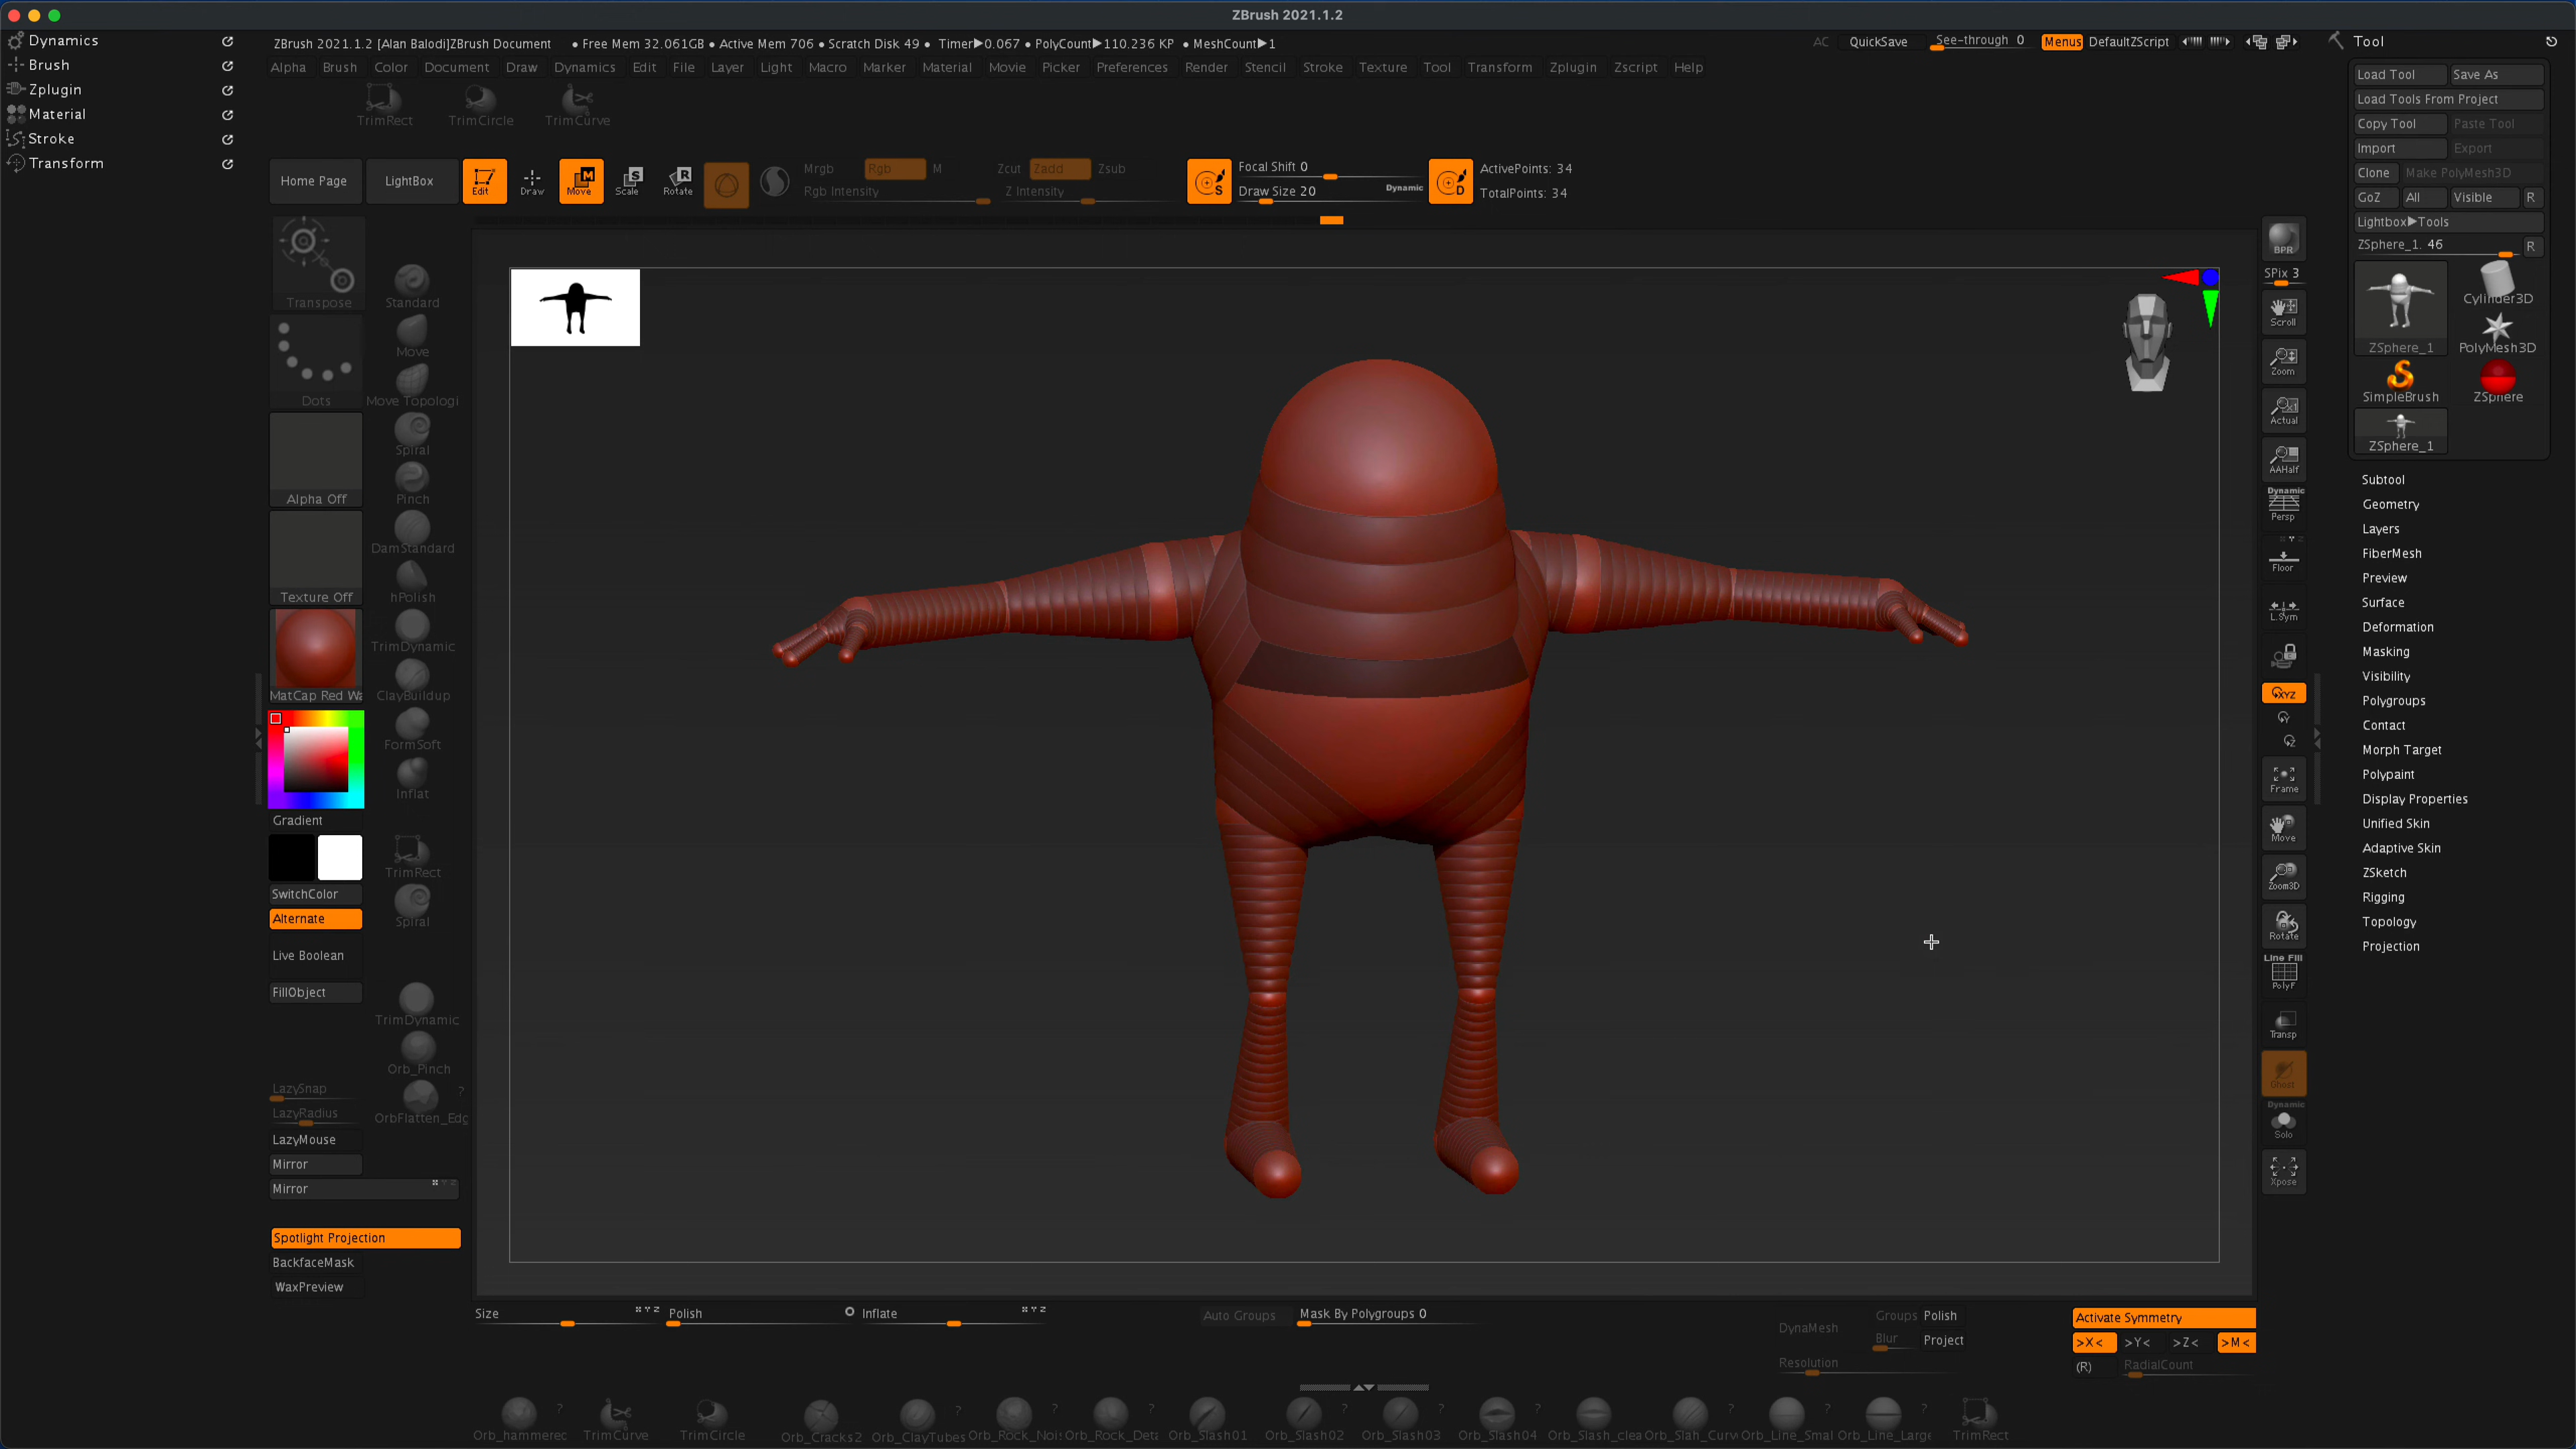 ZBrush 2021.1.2
Dynamics
Brush
Zplugin
Material
Stroke
Transform
ZBrush 2021.1.2 [Alan Balodi]ZBrush Document • Free Mem 32.061GB • Active Mem 706 • Scratch Disk 49 • Timer▶0.067 • PolyCount▶110.236 KP • MeshCount▶1
AC QuickSave See-through 0 Menus DefaultZScript
Alpha Brush Color Document Draw Dynamics Edit File Layer Light Macro Marker Material Movie Picker Preferences Render Stencil Stroke Texture Tool Transform Zplugin Zscript Help
TrimRect TrimCircle TrimCurve
Home Page LightBox Edit Draw Move Scale Rotate
Mrgb Rgb M Zcut Zadd Zsub
Rgb Intensity Z Intensity
Focal Shift 0
Draw Size 20 Dynamic
ActivePoints: 34
TotalPoints: 34
Transpose Standard
Move
Dots Move Topologi
Spiral
Alpha Off Pinch
DamStandard
Texture Off hPolish
TrimDynamic
MatCap Red Wa ClayBuildup
FormSoft
Inflat
Gradient
TrimRect
SwitchColor
Alternate Spiral
Live Boolean
FillObject
TrimDynamic
Orb_Pinch
LazySnap
LazyRadius OrbFlatten_Edg
LazyMouse
Mirror
Mirror
Spotlight Projection
BackfaceMask
WaxPreview
BPR
SPix 3
Scroll
Zoom
Actual
AAHalf
Dynamic
Persp
Floor
L.Sym
XYZ
Y
Z
Frame
Move
Zoom3D
Rotate
Line Fill
PolyF
Transp
Ghost
Dynamic
Solo
Xpose
Tool
Load Tool Save As
Load Tools From Project
Copy Tool Paste Tool
Import Export
Clone Make PolyMesh3D
GoZ All Visible R
Lightbox▶Tools
ZSphere_1. 46 R
Cylinder3D
ZSphere_1 PolyMesh3D
SimpleBrush ZSphere
ZSphere_1
Subtool
Geometry
Layers
FiberMesh
Preview
Surface
Deformation
Masking
Visibility
Polygroups
Contact
Morph Target
Polypaint
Display Properties
Unified Skin
Adaptive Skin
ZSketch
Rigging
Topology
Projection
Size Polish Inflate Auto Groups Mask By Polygroups 0
DynaMesh Groups Polish
Blur Project
Resolution
Activate Symmetry
>X< >Y< >Z< >M<
(R) RadialCount
Orb_hammerec TrimCurve TrimCircle Orb_Cracks2 Orb_ClayTubes Orb_Rock_Nois Orb_Rock_Deta Orb_Slash01 Orb_Slash02 Orb_Slash03 Orb_Slash04 Orb_Slash_clea Orb_Slah_Curv Orb_Line_Smal Orb_Line_Large TrimRect